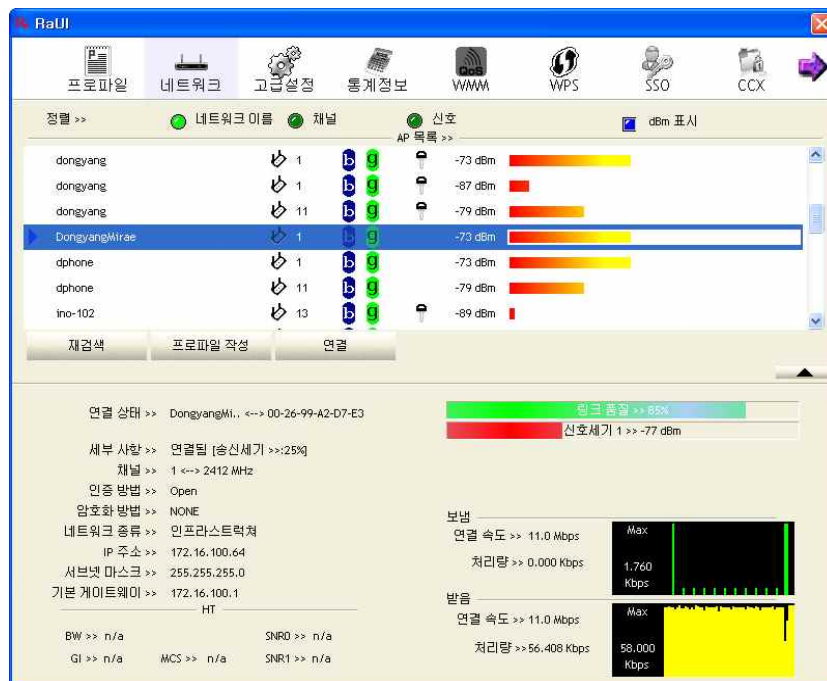 RaUI
프로파일 네트워크 고급설정 통계정보 WMM WPS SSO CCX
QoS
정렬 >> 네트워크 이름 채널 신호 dBm 표시
AP 목록 >>
dongyang 1 b g -73 dBm
dongyang 1 b g -87 dBm
dongyang 11 b g -79 dBm
DongyangMirae 1 b g -73 dBm
dphone 1 b g -73 dBm
dphone 11 b g -79 dBm
ino-102 13 b g -89 dBm
재검색 프로파일 작성 연결
연결 상태 >> DongyangMi.. <--> 00-26-99-A2-D7-E3
세부 사항 >> 연결됨 [송신세기 >>:25%]
채널 >> 1 <--> 2412 MHz
인증 방법 >> Open
암호화 방법 >> NONE
네트워크 종류 >> 인프라스트럭쳐
IP 주소 >> 172.16.100.64
서브넷 마스크 >> 255.255.255.0
기본 게이트웨이 >> 172.16.100.1
HT
BW >> n/a SNR0 >> n/a
GI >> n/a MCS >> n/a SNR1 >> n/a
링크 품질 >> 85%
신호세기 1 >> -77 dBm
보냄
연결 속도 >> 11.0 Mbps
처리량 >> 0.000 Kbps
Max
1.760
Kbps
받음
연결 속도 >> 11.0 Mbps
처리량 >>56.408 Kbps
Max
58.000
Kbps